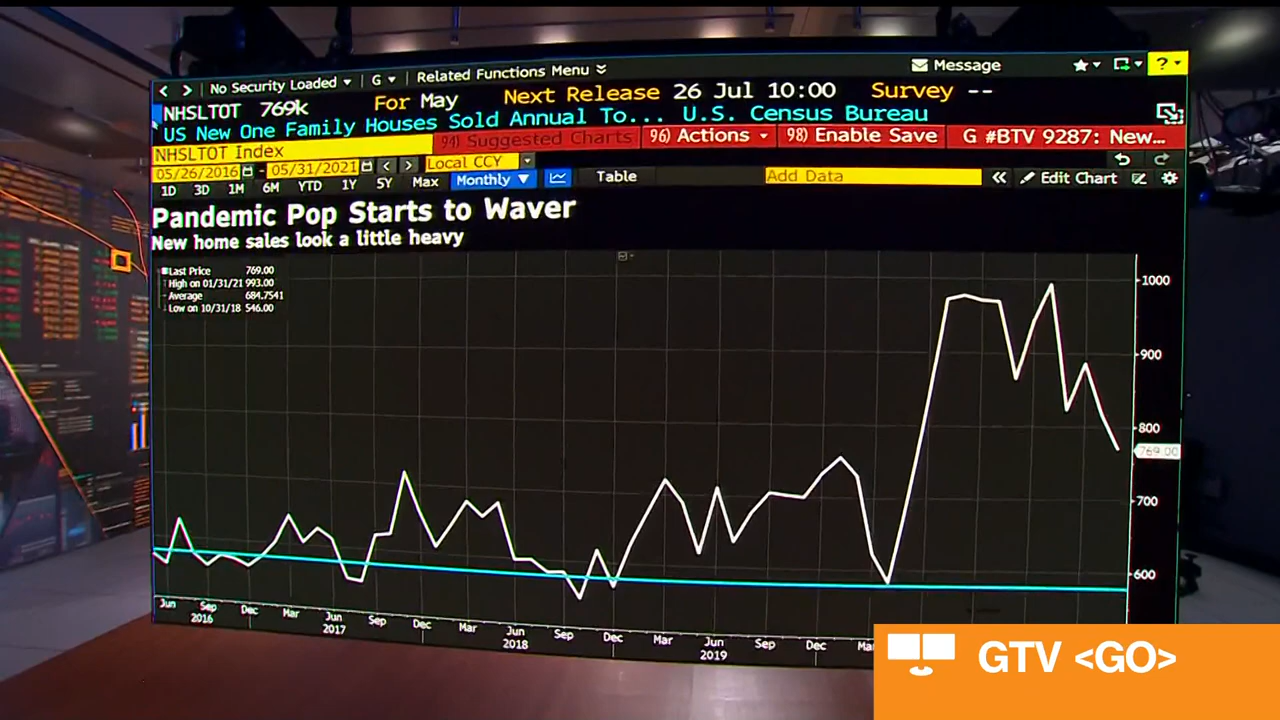 No Security Loaded G Related Functions Menu Message ?
NHSLTOT 769k For May Next Release 26 Jul 10:00 Survey --
US New One Family Houses Sold Annual To... U.S. Census Bureau
NHSLTOT Index 94) Suggested Charts 96) Actions 98) Enable Save G #BTV 9287: New...
05/26/2016 - 05/31/2021 Local CCY
1D 3D 1M 6M YTD 1Y 5Y Max Monthly ▼ Table Add Data « Edit Chart
Pandemic Pop Starts to Waver
New home sales look a little heavy
Last Price 769.00
High on 01/31/21 993.00
Average 684.7541
Low on 10/31/18 546.00
1000
900
800
769.00
700
600
Jun Sep Dec Mar Jun Sep Dec Mar Jun Sep Dec Mar Jun Sep Dec
2016 2017 2018 2019
GTV <GO>